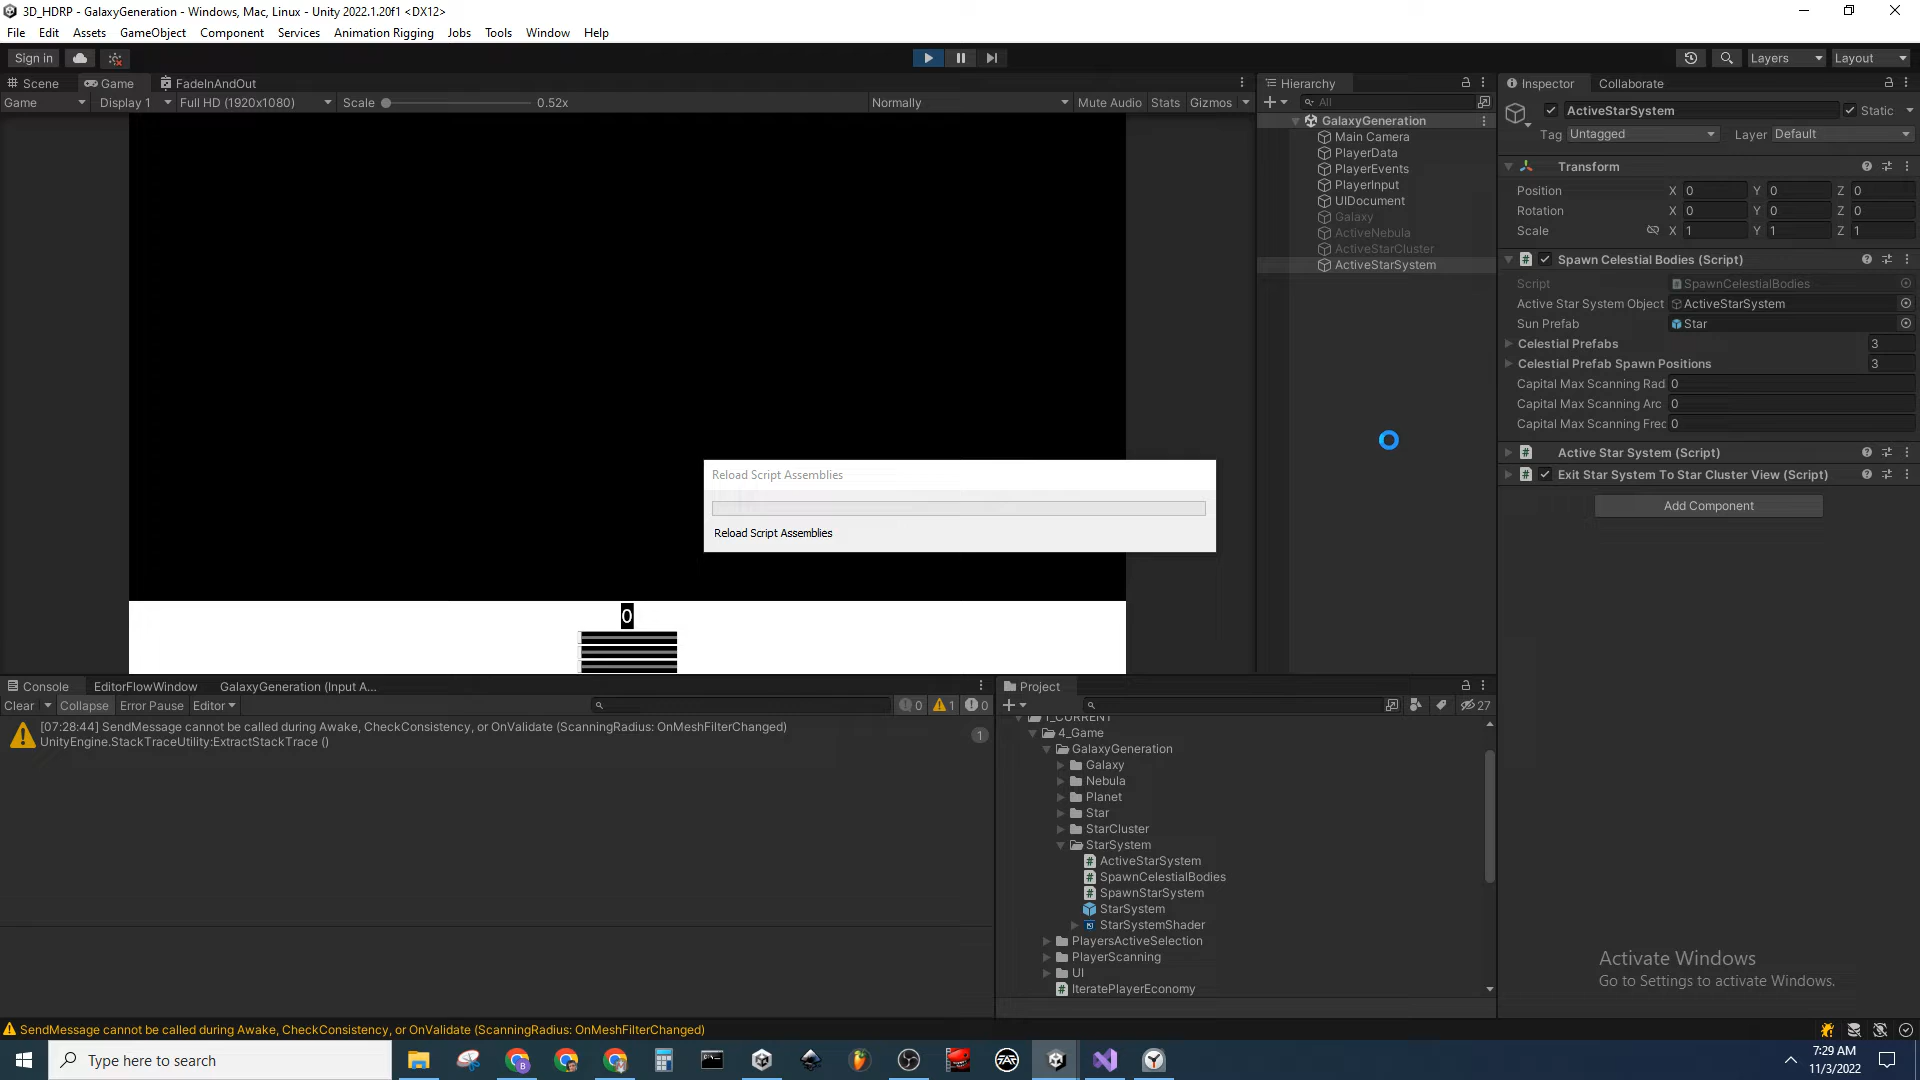 3D_HDRP - GalaxyGeneration - Windows, Mac, Linux - Unity 2022.1.20f1 <DX12>
File Edit Assets GameObject Component Services Animation Rigging Jobs Tools Window Help
Sign in
Layers
Layout
Scene
Game
FadeInAndOut
Game
Display 1
Full HD (1920x1080)
Scale
0.52x
Normally
Mute Audio
Stats
Gizmos
0
Reload Script Assemblies
Reload Script Assemblies
Hierarchy
All
GalaxyGeneration
Main Camera
PlayerData
PlayerEvents
PlayerInput
UIDocument
Galaxy
ActiveNebula
ActiveStarCluster
ActiveStarSystem
Inspector
Collaborate
ActiveStarSystem
Static
Tag Untagged
Layer Default
Transform
Position X 0 Y 0 Z 0
Rotation X 0 Y 0 Z 0
Scale X 1 Y 1 Z 1
Spawn Celestial Bodies (Script)
Script SpawnCelestialBodies
Active Star System Object ActiveStarSystem
Sun Prefab Star
Celestial Prefabs 3
Celestial Prefab Spawn Positions 3
Capital Max Scanning Rad 0
Capital Max Scanning Arc 0
Capital Max Scanning Frec 0
Active Star System (Script)
Exit Star System To Star Cluster View (Script)
Add Component
Console
EditorFlowWindow
GalaxyGeneration (Input A...
Clear
Collapse
Error Pause
Editor
0
1
0
[07:28:44] SendMessage cannot be called during Awake, CheckConsistency, or OnValidate (ScanningRadius: OnMeshFilterChanged)
UnityEngine.StackTraceUtility:ExtractStackTrace ()
1
Project
27
1_CURRENT
4_Game
GalaxyGeneration
Galaxy
Nebula
Planet
Star
StarCluster
StarSystem
ActiveStarSystem
SpawnCelestialBodies
SpawnStarSystem
StarSystem
StarSystemShader
PlayersActiveSelection
PlayerScanning
UI
IteratePlayerEconomy
Activate Windows
Go to Settings to activate Windows.
SendMessage cannot be called during Awake, CheckConsistency, or OnValidate (ScanningRadius: OnMeshFilterChanged)
Type here to search
7:29 AM
11/3/2022